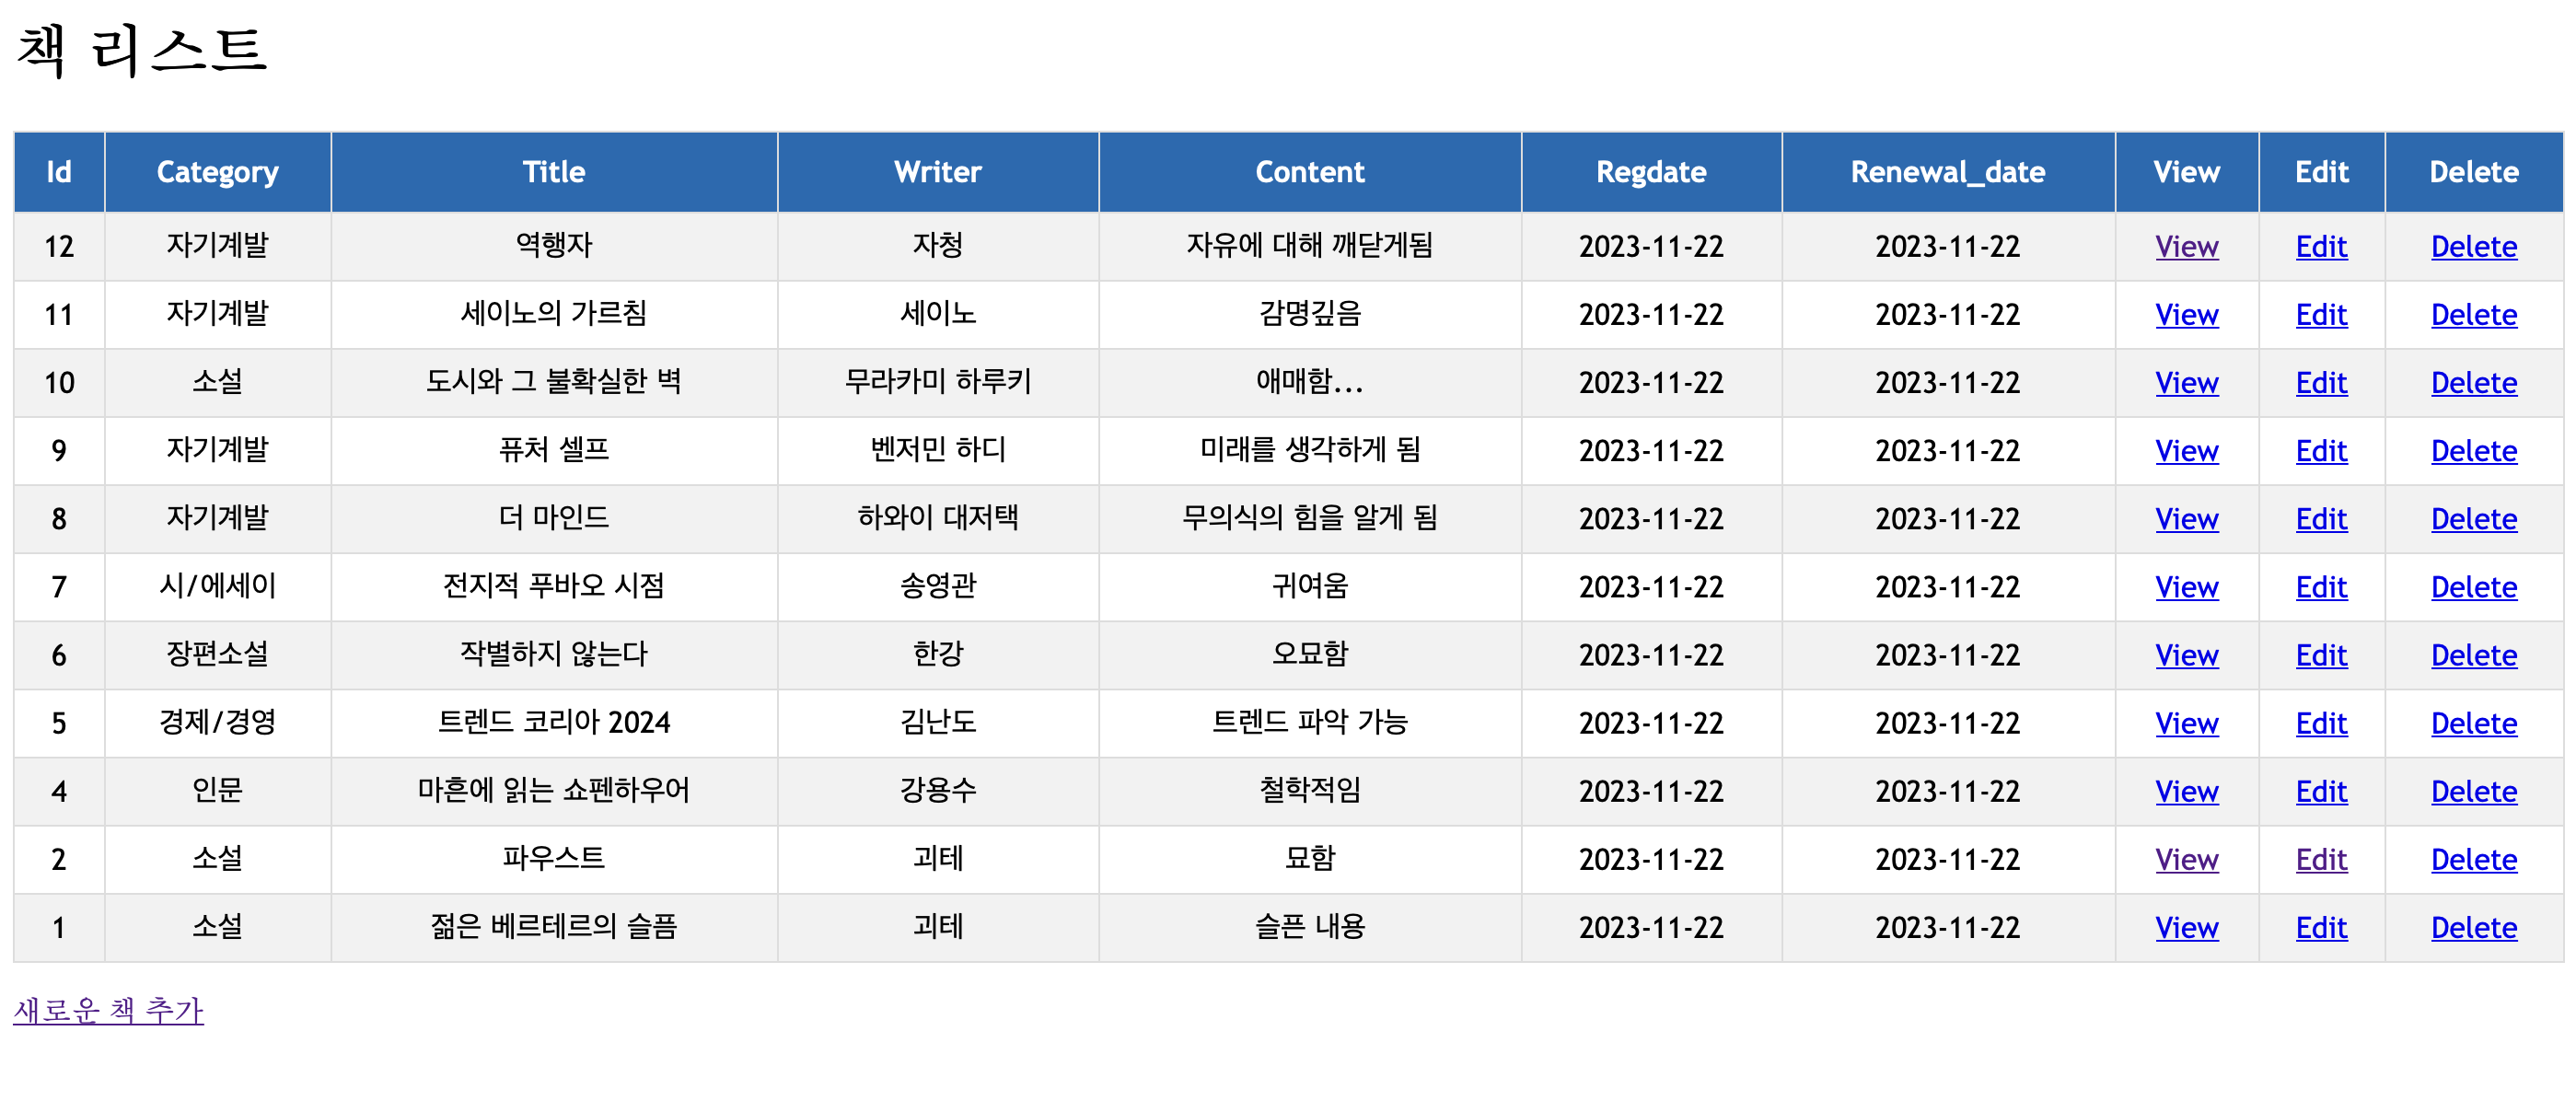 책 리스트
Id Category Title Writer Content Regdate Renewal_date View Edit Delete
12 자기계발 역행자 자청 자유에 대해 깨닫게됨 2023-11-22 2023-11-22 View Edit Delete
11 자기계발 세이노의 가르침 세이노 감명깊음 2023-11-22 2023-11-22 View Edit Delete
10 소설 도시와 그 불확실한 벽 무라카미 하루키 애매함... 2023-11-22 2023-11-22 View Edit Delete
9 자기계발 퓨처 셀프 벤저민 하디 미래를 생각하게 됨 2023-11-22 2023-11-22 View Edit Delete
8 자기계발 더 마인드 하와이 대저택 무의식의 힘을 알게 됨 2023-11-22 2023-11-22 View Edit Delete
7 시/에세이 전지적 푸바오 시점 송영관 귀여움 2023-11-22 2023-11-22 View Edit Delete
6 장편소설 작별하지 않는다 한강 오묘함 2023-11-22 2023-11-22 View Edit Delete
5 경제/경영 트렌드 코리아 2024 김난도 트렌드 파악 가능 2023-11-22 2023-11-22 View Edit Delete
4 인문 마흔에 읽는 쇼펜하우어 강용수 철학적임 2023-11-22 2023-11-22 View Edit Delete
2 소설 파우스트 괴테 묘함 2023-11-22 2023-11-22 View Edit Delete
1 소설 젊은 베르테르의 슬픔 괴테 슬픈 내용 2023-11-22 2023-11-22 View Edit Delete
새로운 책 추가